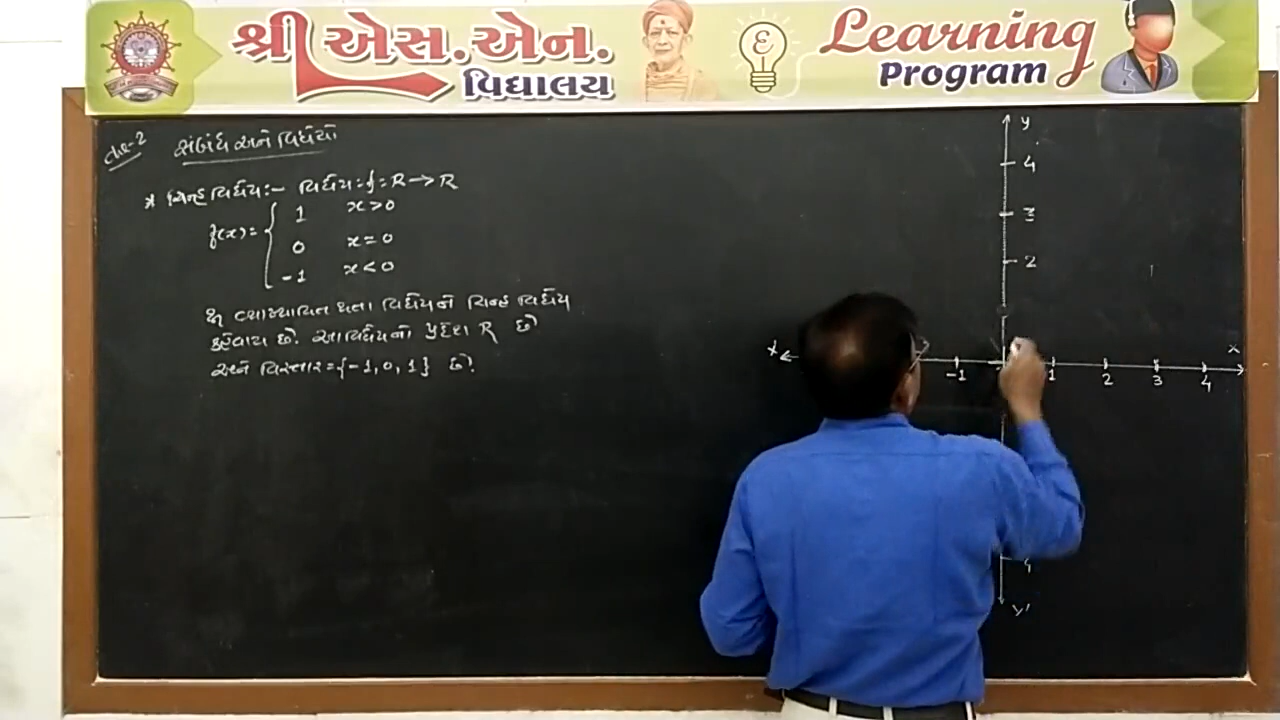 શ્રી એસ.એન.
વિદ્યાલય
Learning
Program
પ્રક-2 સંબંધ અને વિધેયો
* ચિન્હ વિધેય:- વિધેય:f:R→R
f(x)= { 1 x>0
0 x=0
-1 x<0
દ્વારા વ્યાખ્યાયિત થતા વિધેયને ચિન્હ વિધેય
કહેવાય છે. આ વિધેયનો પ્રદેશ R છે
અને વિસ્તાર={-1,0,1} છે.
y
4
3
2
x' -1 1 2 3 4 x
4
y'